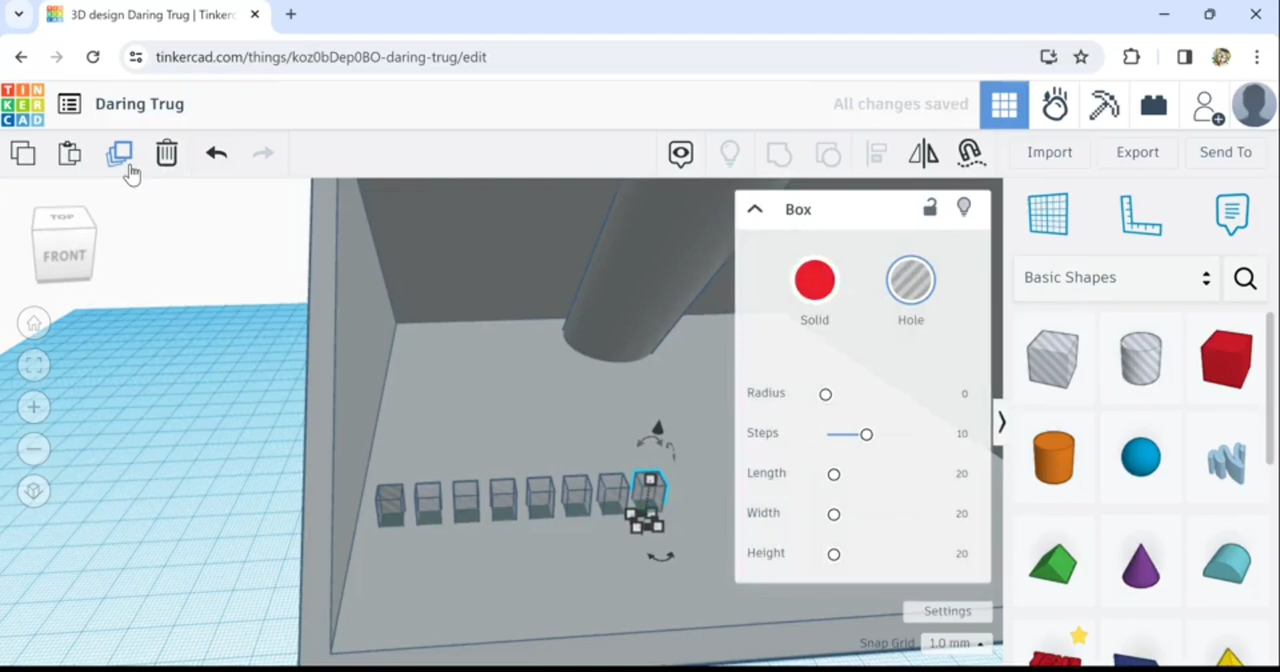 3D design Daring Trug | Tinkerc
tinkercad.com/things/koz0bDep0BO-daring-trug/edit
TIN
KER
CAD
Daring Trug
All changes saved
Import
Export
Send To
TOP
FRONT
Box
Solid
Hole
Radius 0
Steps 10
Length 20
Width 20
Height 20
Settings
Snap Grid 1.0 mm
Basic Shapes